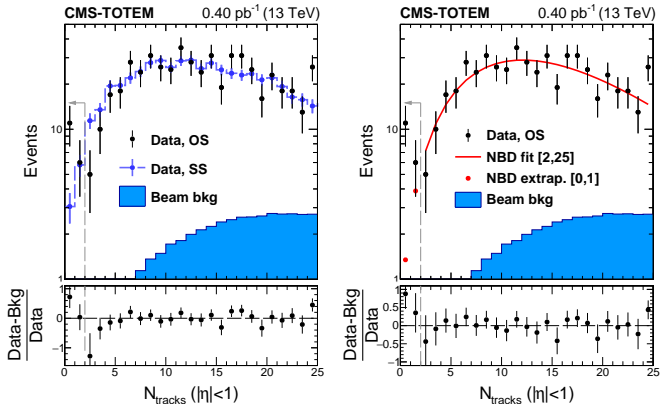 CMS-TOTEM 0.40 pb⁻¹ (13 TeV)
Events
10
1
Data, OS
Data, SS
Beam bkg
Data-Bkg
Data
1
0
−1
0 5 10 15 20 25
N_tracks (|η|<1)
CMS-TOTEM 0.40 pb⁻¹ (13 TeV)
Events
10
1
Data, OS
NBD fit [2,25]
NBD extrap. [0,1]
Beam bkg
Data-Bkg
Data
1
0.5
0
−0.5
0 5 10 15 20 25
N_tracks (|η|<1)